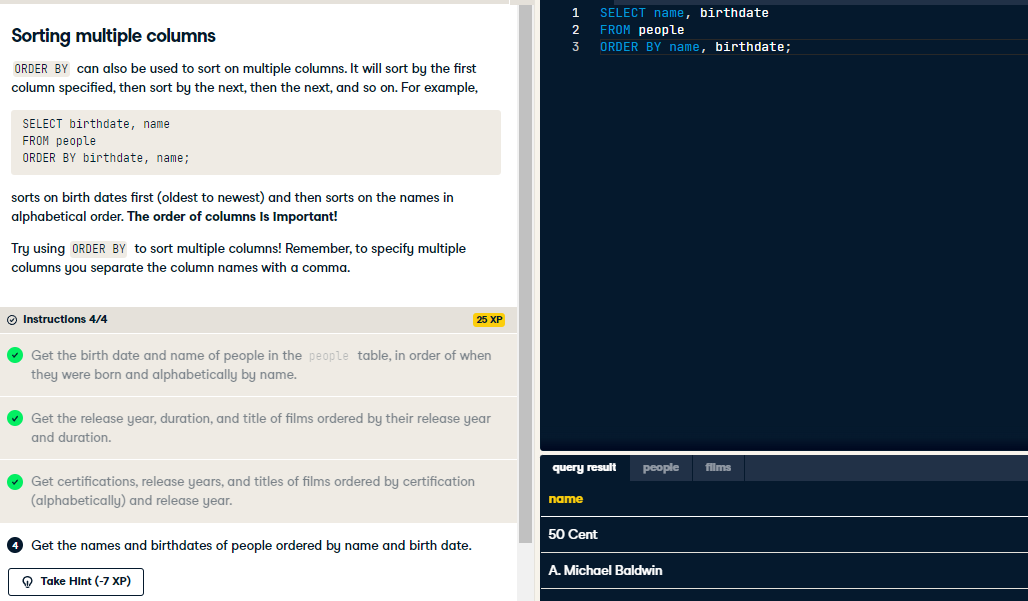 Sorting multiple columns
ORDER BY can also be used to sort on multiple columns. It will sort by the first
column specified, then sort by the next, then the next, and so on. For example,
SELECT birthdate, name
FROM people
ORDER BY birthdate, name;
sorts on birth dates first (oldest to newest) and then sorts on the names in
alphabetical order. The order of columns is important!
Try using ORDER BY to sort multiple columns! Remember, to specify multiple
columns you separate the column names with a comma.
Instructions 4/4
25 XP
Get the birth date and name of people in the people table, in order of when
they were born and alphabetically by name.
Get the release year, duration, and title of films ordered by their release year
and duration.
Get certifications, release years, and titles of films ordered by certification
(alphabetically) and release year.
4 Get the names and birthdates of people ordered by name and birth date.
Take Hint (-7 XP)
1 SELECT name, birthdate
2 FROM people
3 ORDER BY name, birthdate;
query result people films
name
50 Cent
A. Michael Baldwin